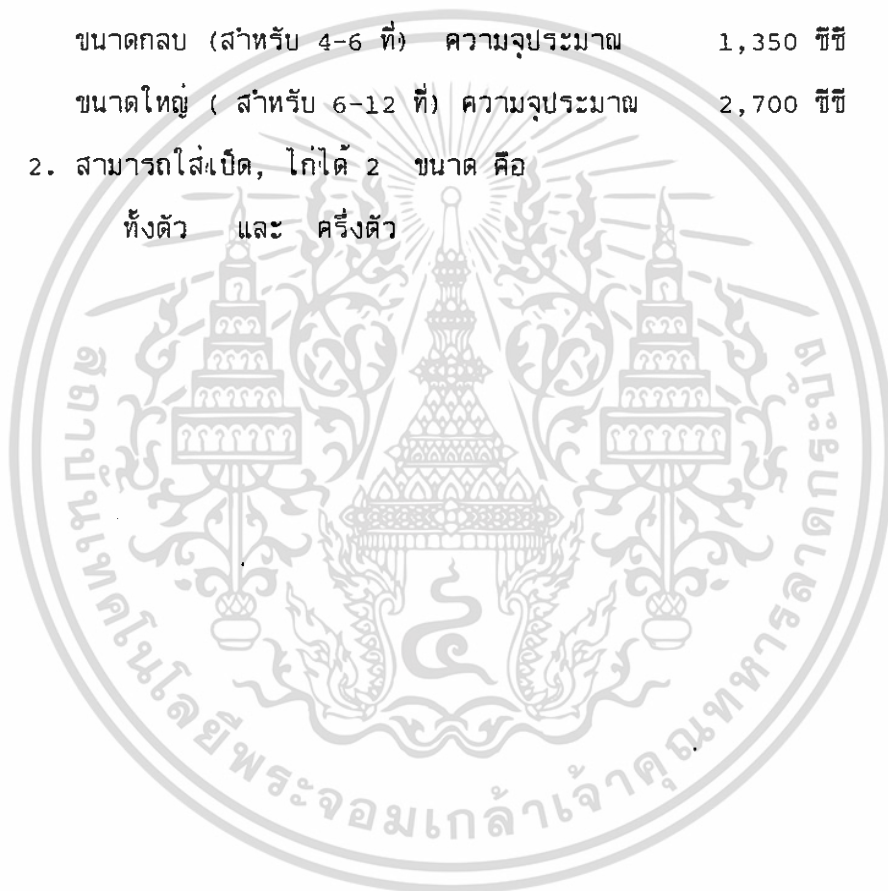 ขนาดกลบ (สำหรับ 4-6 ที่) ความจุประมาณ 1,350 ซีซี
ขนาดใหญ่ ( สำหรับ 6-12 ที่) ความจุประมาณ 2,700 ซีซี
2. สามารถใส่เป็ด, ไก่ได้ 2 ขนาด คือ
ทั้งตัว และ ครึ่งตัว
สถาบันเทคโนโลยีพระจอมเกล้าเจ้าคุณทหารลาดกระบัง